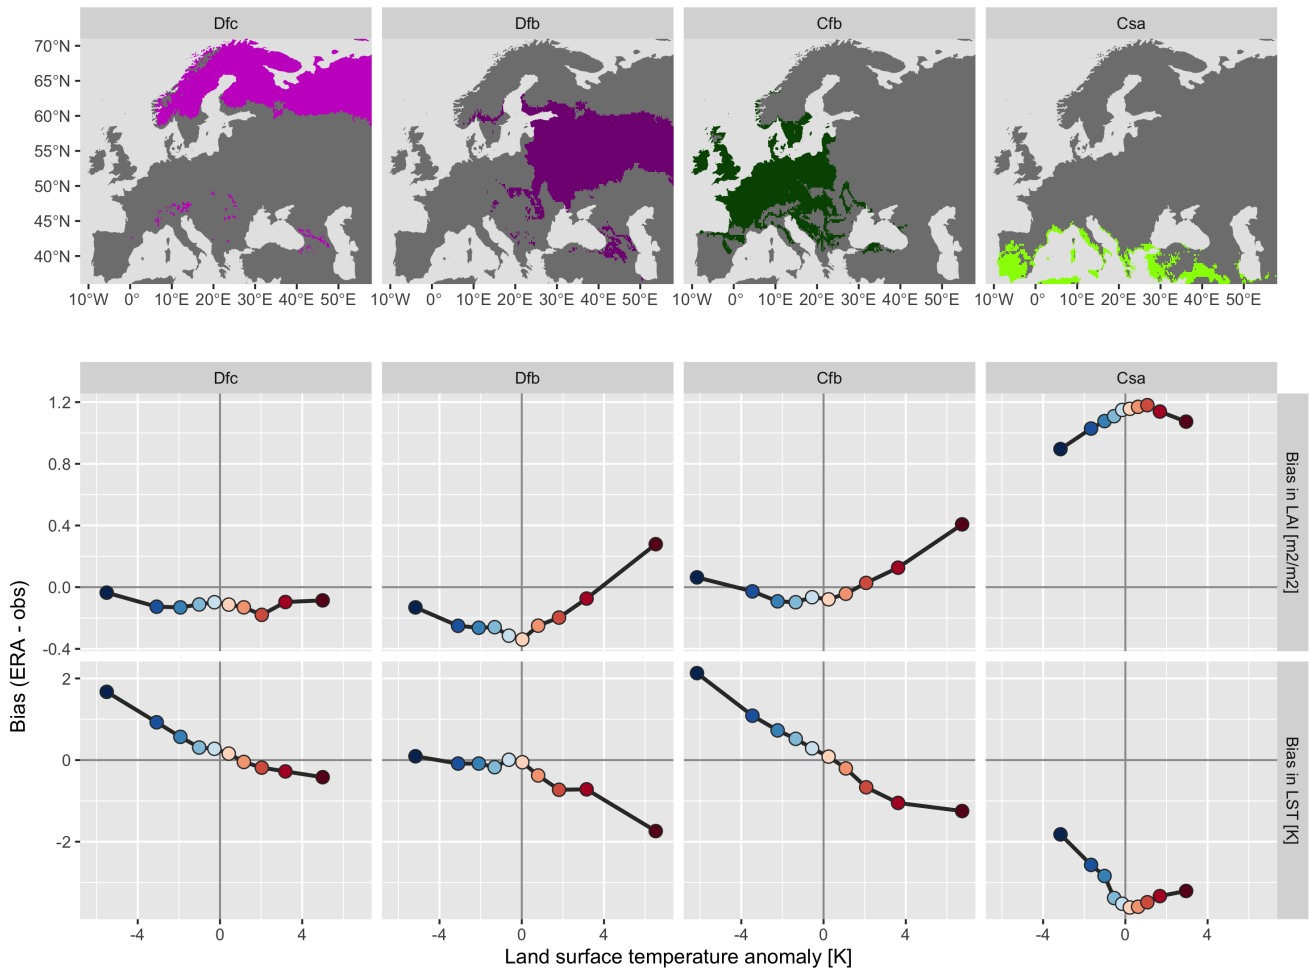 Dfc Dfb Cfb Csa
70°N
65°N
60°N
55°N
50°N
45°N
40°N
10°W 0° 10°E 20°E 30°E 40°E 50°E 10°W 0° 10°E 20°E 30°E 40°E 50°E 10°W 0° 10°E 20°E 30°E 40°E 50°E 10°W 0° 10°E 20°E 30°E 40°E 50°E
Dfc Dfb Cfb Csa
1.2
0.8
0.4
0.0
-0.4
Bias in LAI [m2/m2]
Bias (ERA - obs)
2
0
-2
Bias in LST [K]
-4 0 4 -4 0 4 -4 0 4 -4 0 4
Land surface temperature anomaly [K]